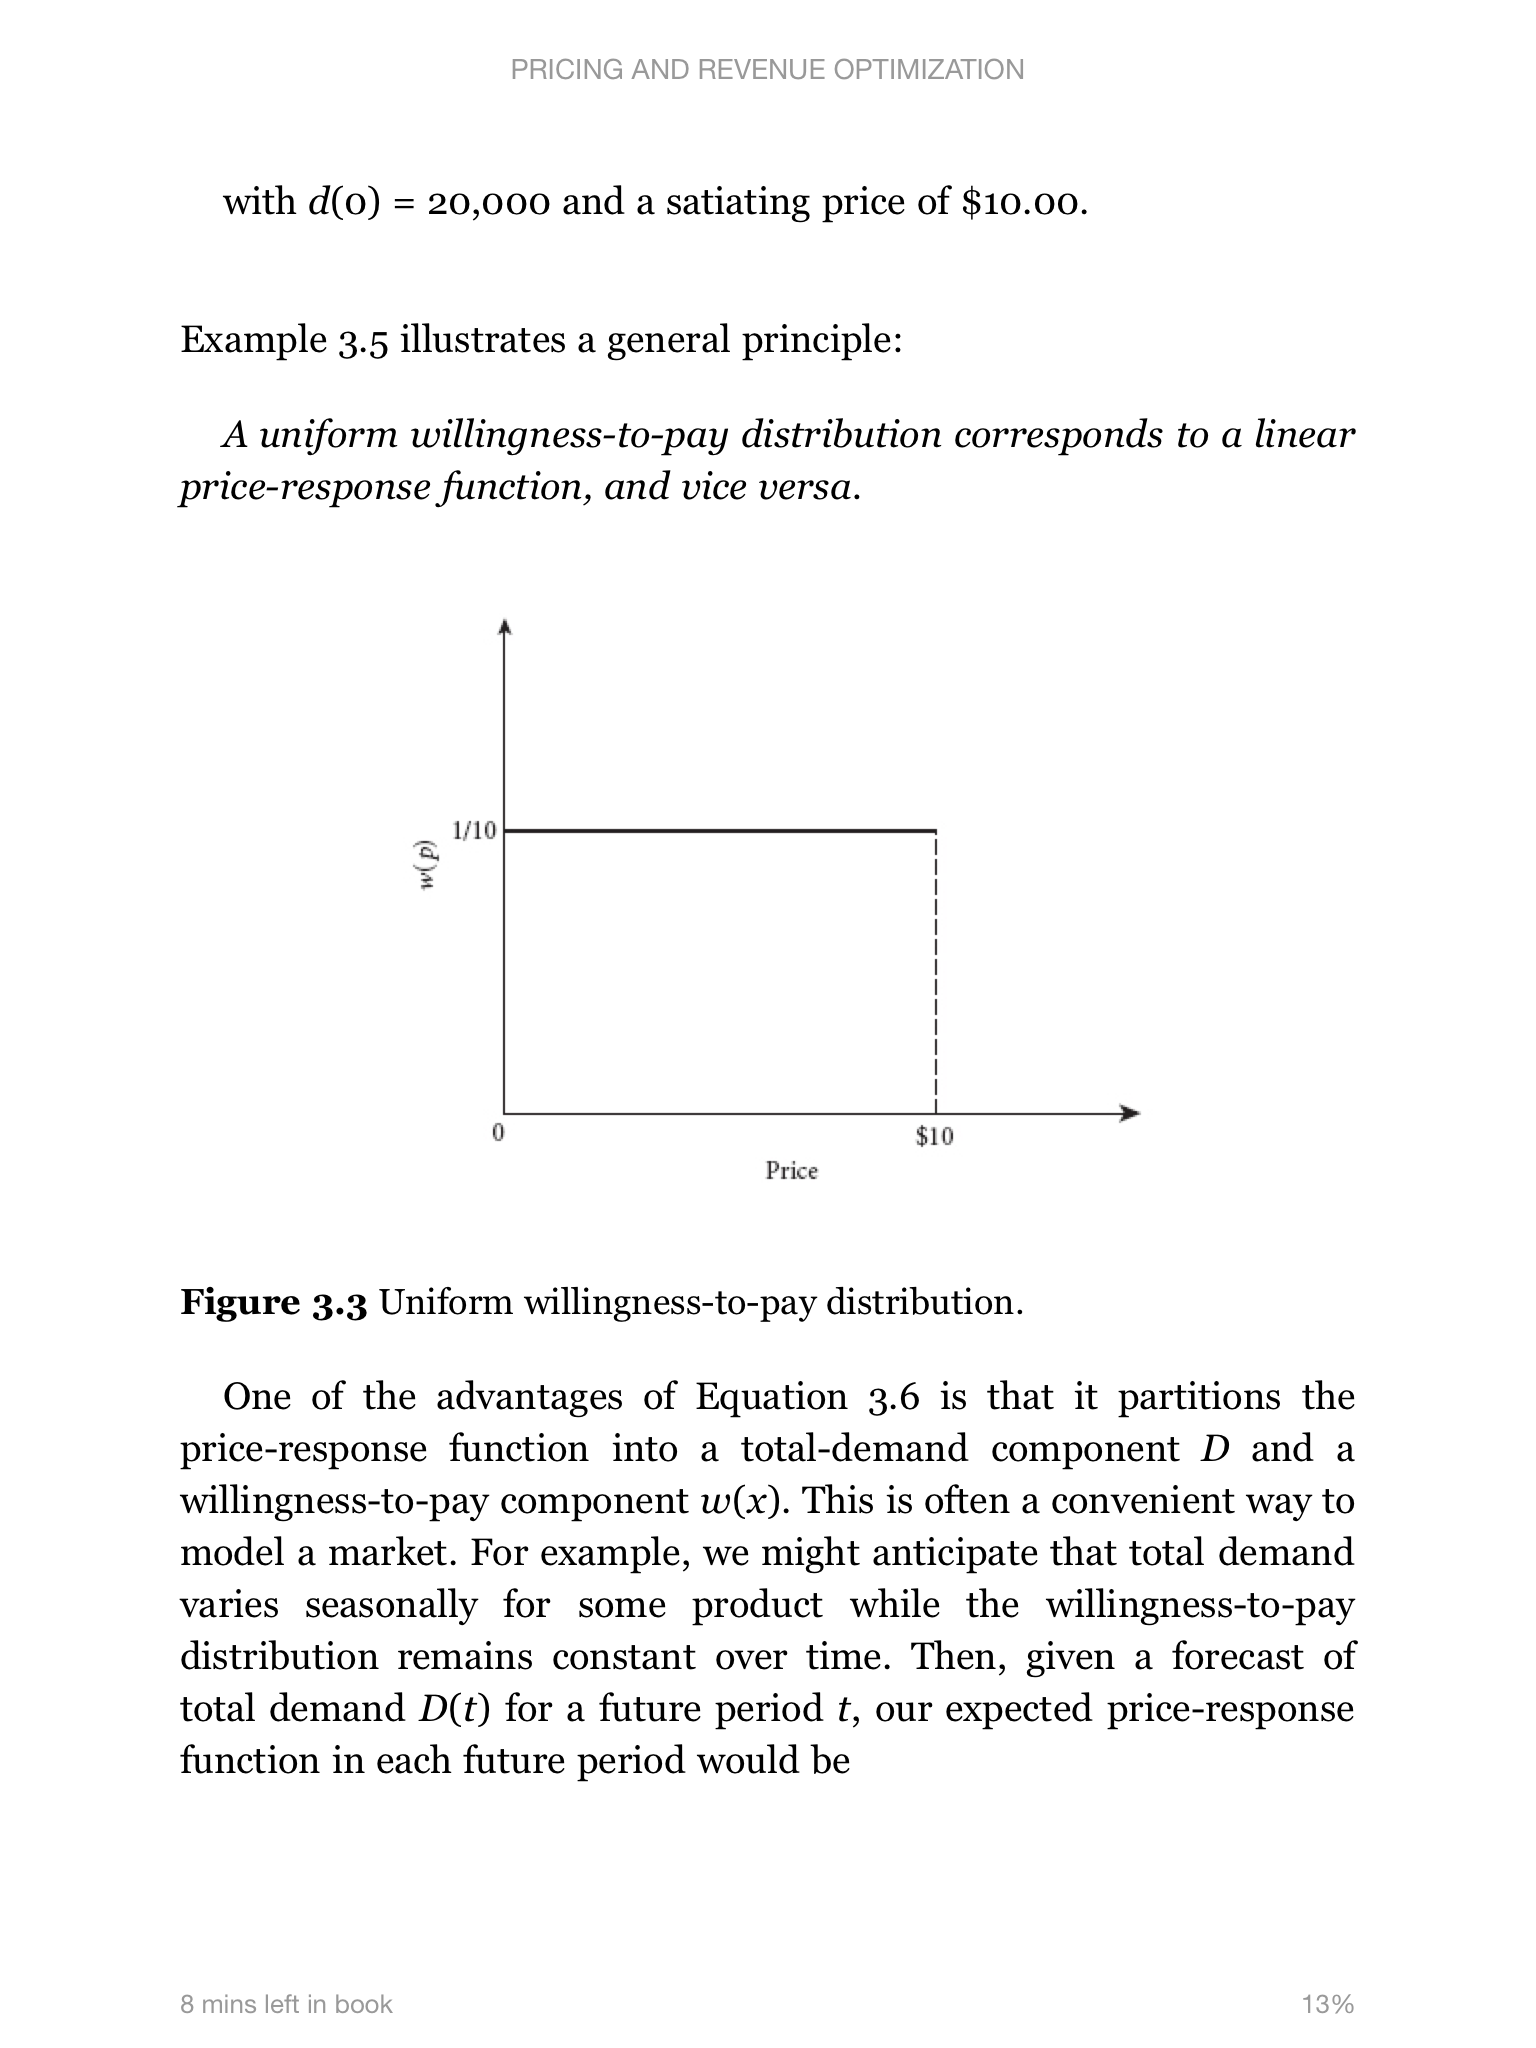 PRICING AND REVENUE OPTIMIZATION
with d(0) = 20,000 and a satiating price of $10.00.
Example 3.5 illustrates a general principle:
A uniform willingness-to-pay distribution corresponds to a linear
price-response function, and vice versa.
1/10
w(p)
0
$10
Price
Figure 3.3 Uniform willingness-to-pay distribution.
One of the advantages of Equation 3.6 is that it partitions the
price-response function into a total-demand component D and a
willingness-to-pay component w(x). This is often a convenient way to
model a market. For example, we might anticipate that total demand
varies seasonally for some product while the willingness-to-pay
distribution remains constant over time. Then, given a forecast of
total demand D(t) for a future period t, our expected price-response
function in each future period would be
8 mins left in book
13%